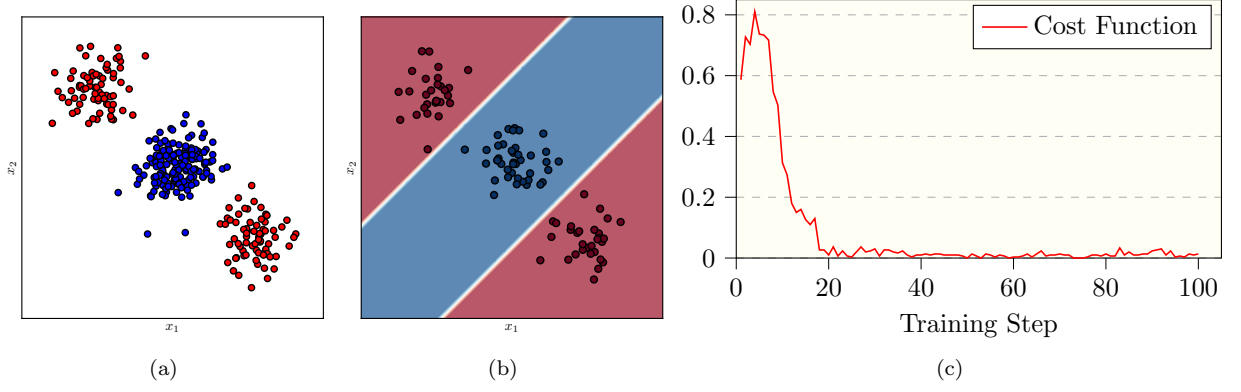 x₂
x₁
(a)
x₂
x₁
(b)
0.8
0.6
0.4
0.2
0
0 20 40 60 80 100
Training Step
Cost Function
(c)